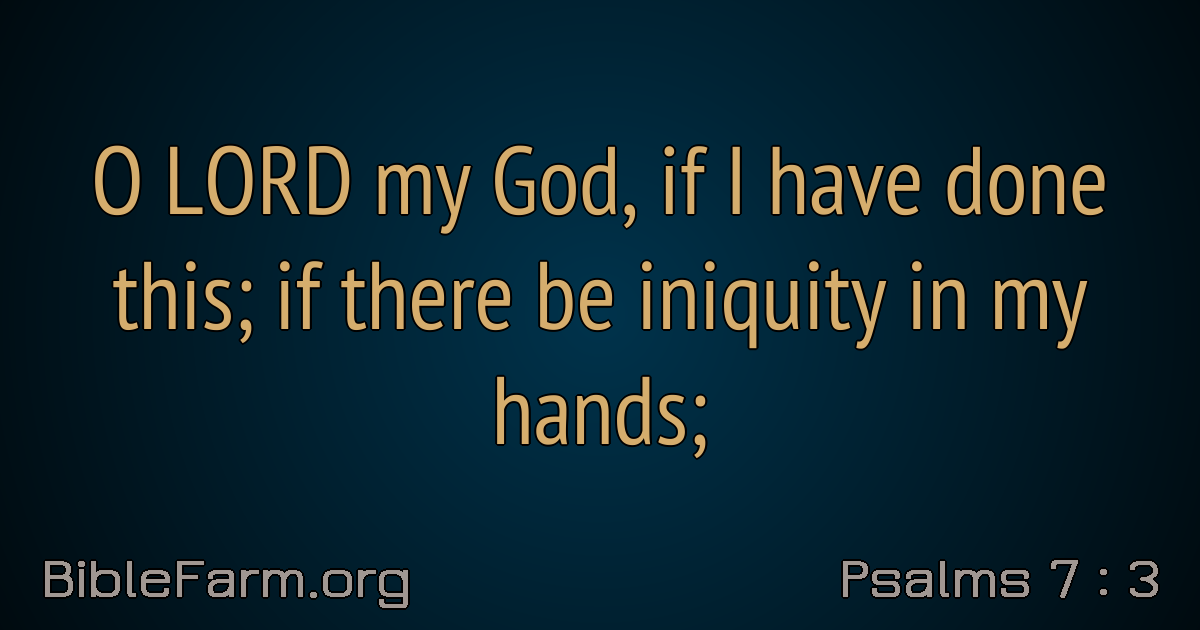 O LORD my God, if I have done
this; if there be iniquity in my
hands;
BibleFarm.org
Psalms 7 : 3